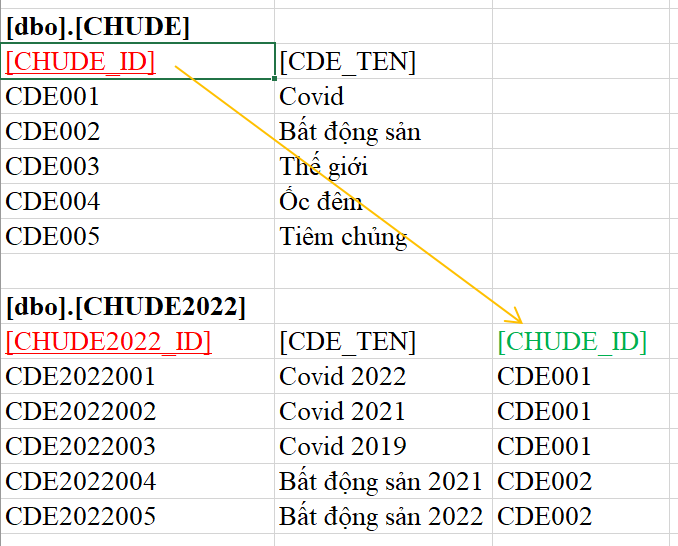 [dbo].[CHUDE]
[CHUDE_ID] [CDE_TEN]
CDE001 Covid
CDE002 Bất động sản
CDE003 Thế giới
CDE004 Ốc đêm
CDE005 Tiêm chủng
[dbo].[CHUDE2022]
[CHUDE2022_ID] [CDE_TEN] [CHUDE_ID]
CDE2022001 Covid 2022 CDE001
CDE2022002 Covid 2021 CDE001
CDE2022003 Covid 2019 CDE001
CDE2022004 Bất động sản 2021 CDE002
CDE2022005 Bất động sản 2022 CDE002